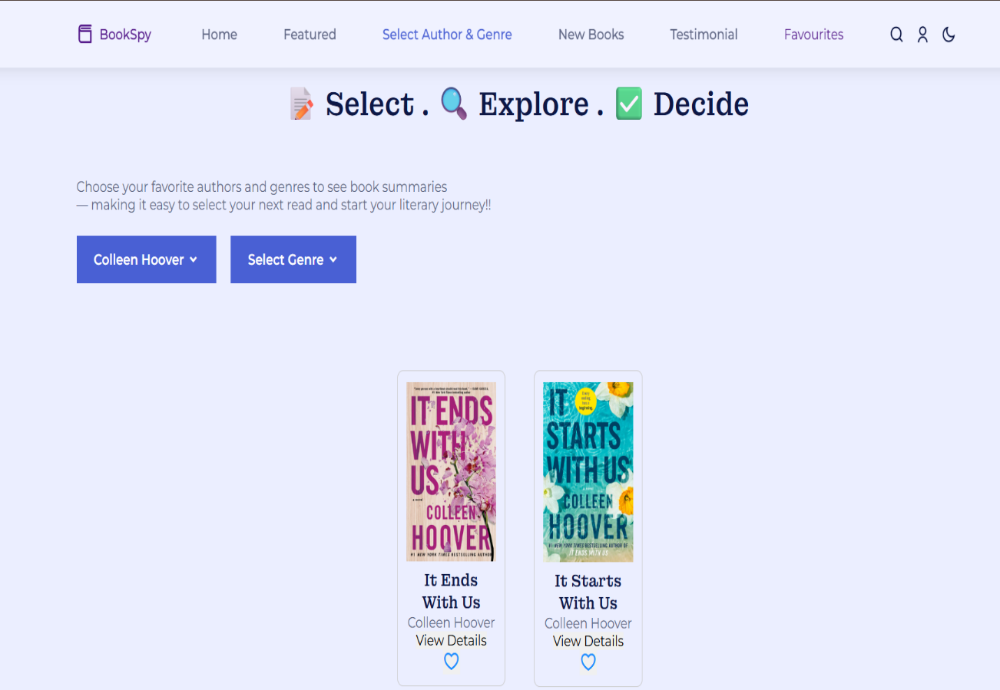 BookSpy Home Featured Select Author & Genre New Books Testimonial Favourites
Select . Explore . Decide
Choose your favorite authors and genres to see book summaries
— making it easy to select your next read and start your literary journey!!
Colleen Hoover Select Genre
IT ENDS
WITH
US
A NOVEL
COLLEEN
HOOVER
#1 NEW YORK TIMES BESTSELLING AUTHOR
It Ends
With Us
Colleen Hoover
View Details
Every
ending
has a
beginning.
IT
STARTS
WITH US
A NOVEL
COLLEEN
HOOVER
#1 NEW YORK TIMES BESTSELLING AUTHOR OF
IT ENDS WITH US
It Starts
With Us
Colleen Hoover
View Details